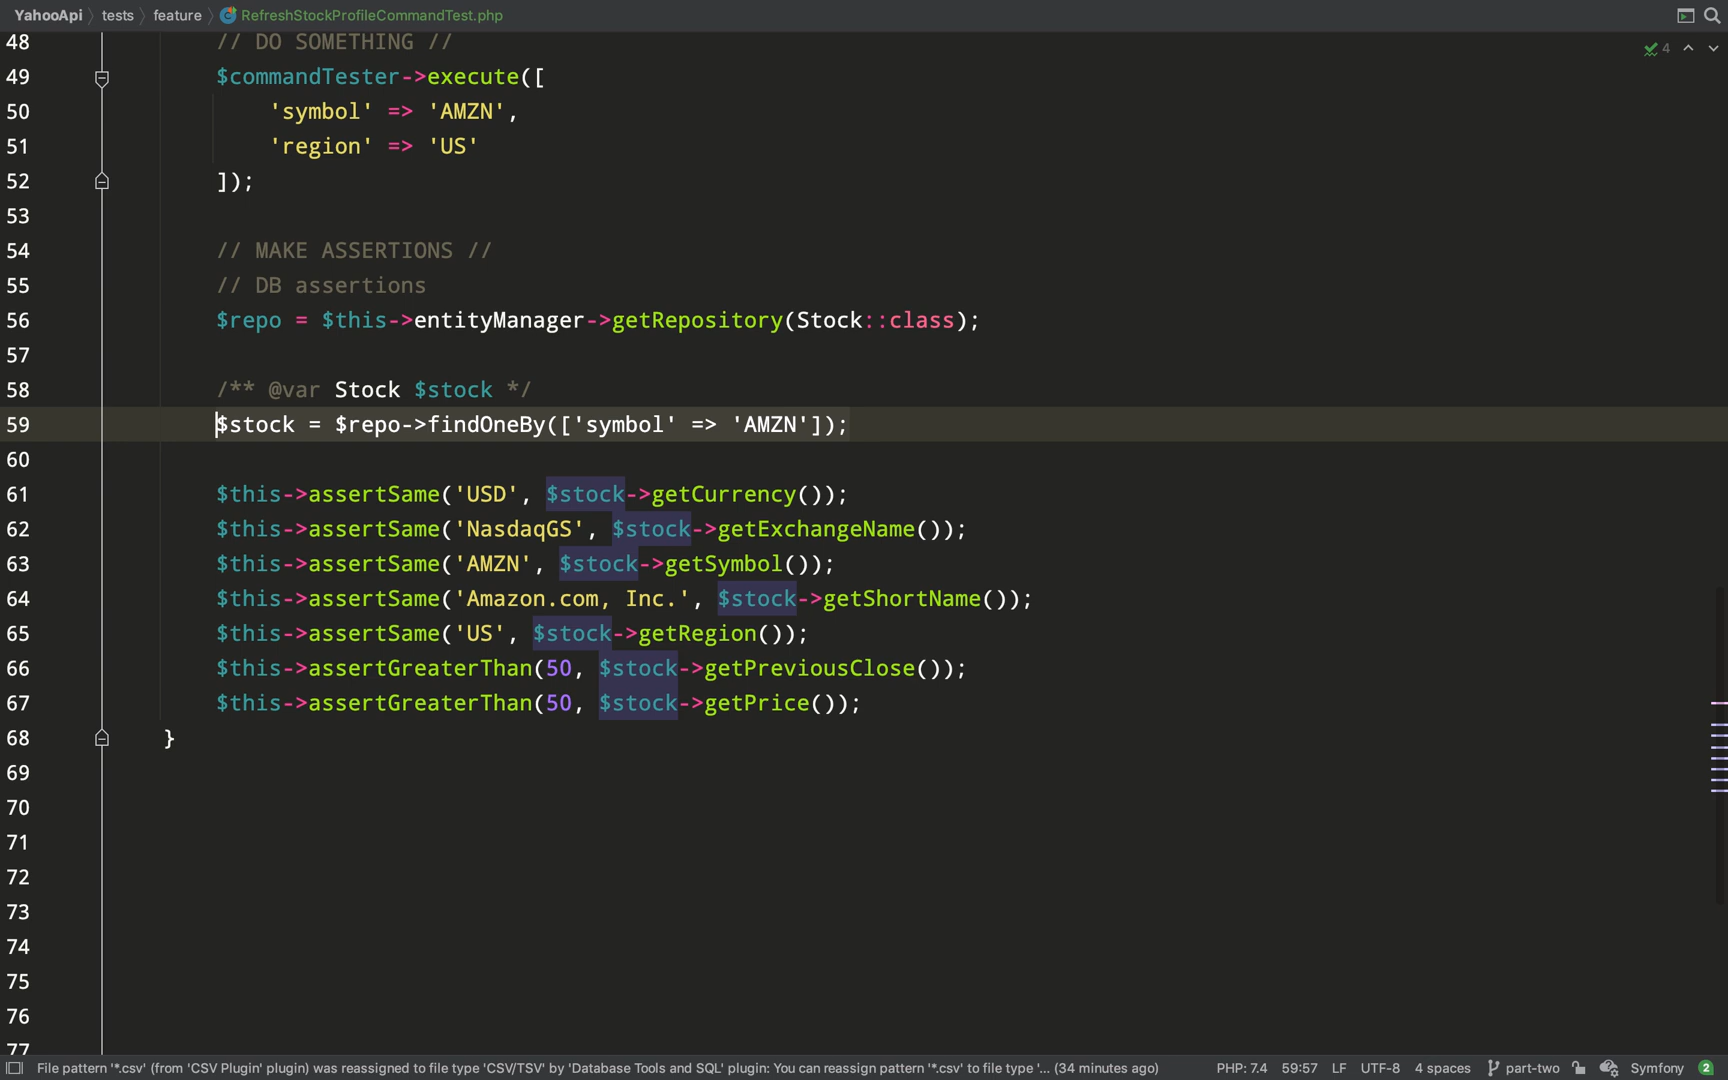 YahooApi tests feature RefreshStockProfileCommandTest.php
48 // DO SOMETHING //
4
49 $commandTester->execute([
50 'symbol' => 'AMZN',
51 'region' => 'US'
52 ]);
53
54 // MAKE ASSERTIONS //
55 // DB assertions
56 $repo = $this->entityManager->getRepository(Stock::class);
57
58 /** @var Stock $stock */
59 $stock = $repo->findOneBy(['symbol' => 'AMZN']);
60
61 $this->assertSame('USD', $stock->getCurrency());
62 $this->assertSame('NasdaqGS', $stock->getExchangeName());
63 $this->assertSame('AMZN', $stock->getSymbol());
64 $this->assertSame('Amazon.com, Inc.', $stock->getShortName());
65 $this->assertSame('US', $stock->getRegion());
66 $this->assertGreaterThan(50, $stock->getPreviousClose());
67 $this->assertGreaterThan(50, $stock->getPrice());
68 }
69
70
71
72
73
74
75
76
77
File pattern '*.csv' (from 'CSV Plugin' plugin) was reassigned to file type 'CSV/TSV' by 'Database Tools and SQL' plugin: You can reassign pattern '*.csv' to file type '... (34 minutes ago) PHP: 7.4 59:57 LF UTF-8 4 spaces part-two Symfony 2